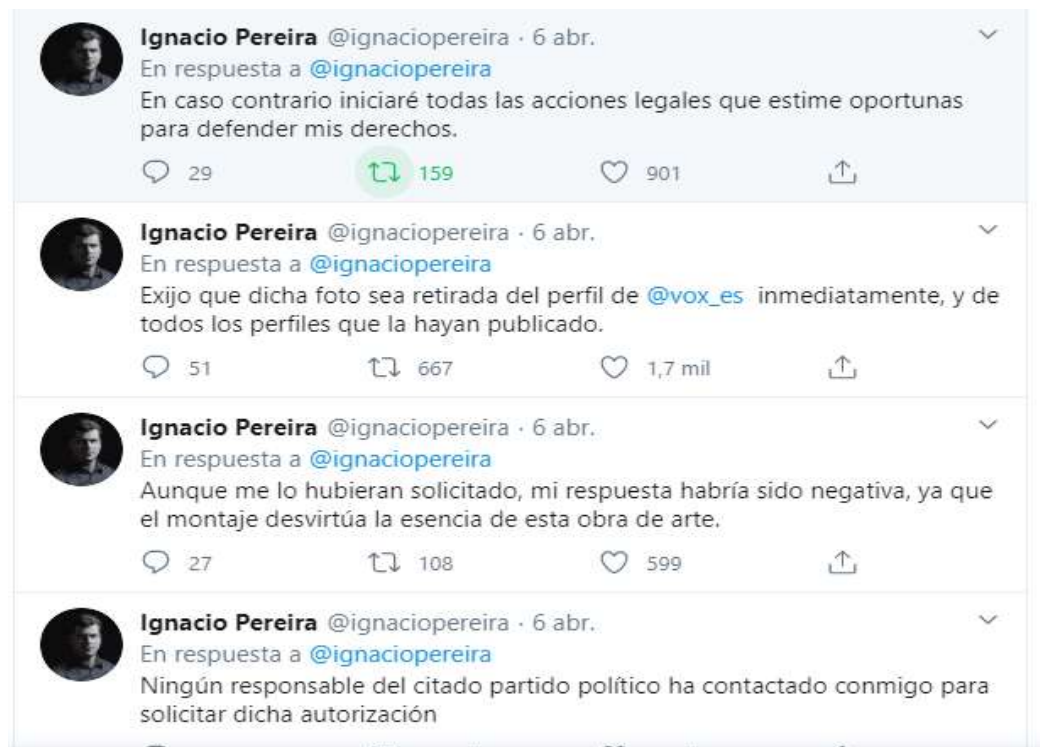 Ignacio Pereira @ignaciopereira · 6 abr.
En respuesta a @ignaciopereira
En caso contrario iniciaré todas las acciones legales que estime oportunas
para defender mis derechos.
29 159 901
Ignacio Pereira @ignaciopereira · 6 abr.
En respuesta a @ignaciopereira
Exijo que dicha foto sea retirada del perfil de @vox_es inmediatamente, y de
todos los perfiles que la hayan publicado.
51 667 1,7 mil
Ignacio Pereira @ignaciopereira · 6 abr.
En respuesta a @ignaciopereira
Aunque me lo hubieran solicitado, mi respuesta habría sido negativa, ya que
el montaje desvirtúa la esencia de esta obra de arte.
27 108 599
Ignacio Pereira @ignaciopereira · 6 abr.
En respuesta a @ignaciopereira
Ningún responsable del citado partido político ha contactado conmigo para
solicitar dicha autorización